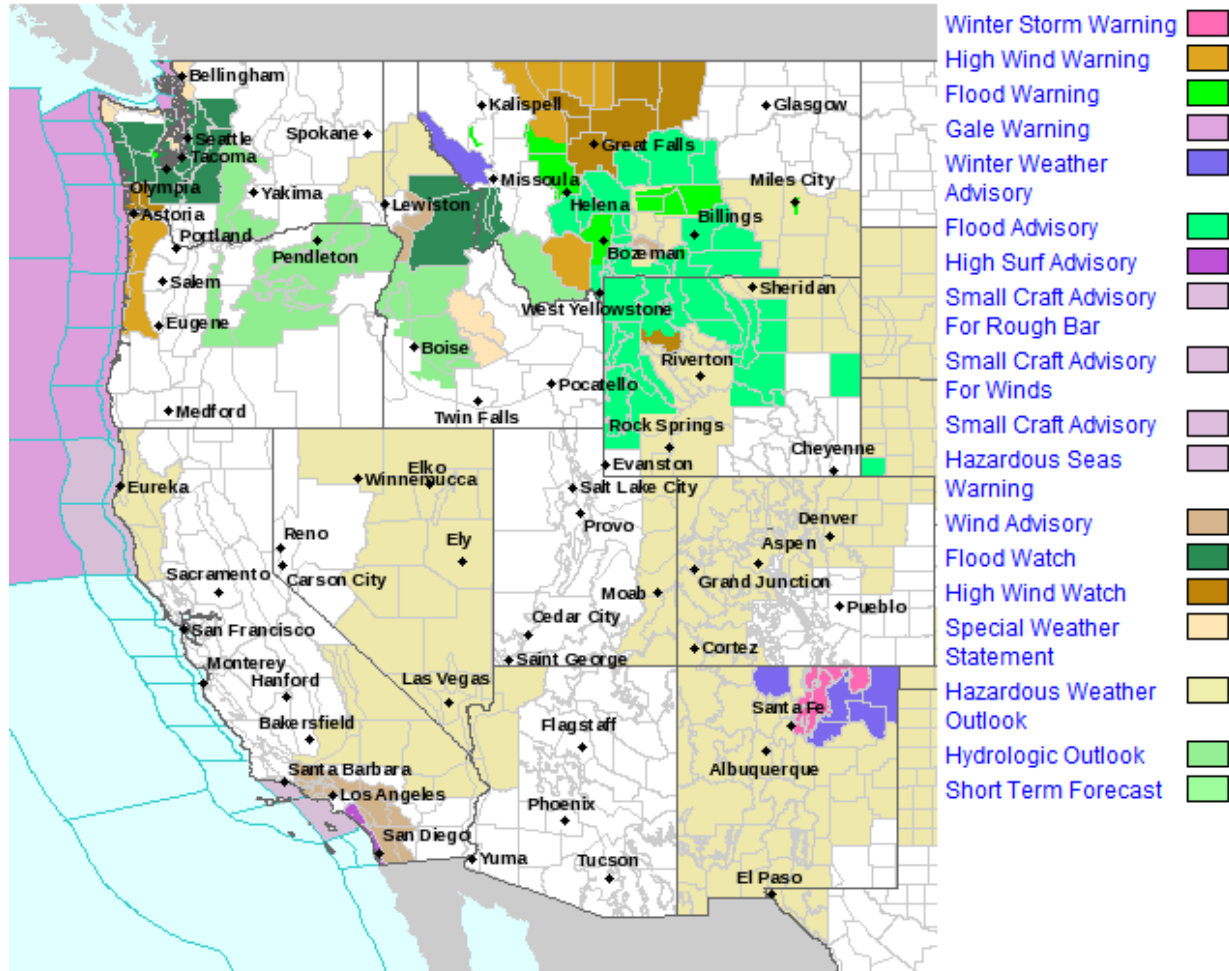 Bellingham
Kalispell
Glasgow
Spokane
Seattle
Great Falls
Tacoma
Olympia
Missoula
Miles City
Yakima
Lewiston
Helena
Astoria
Billings
Portland
Pendleton
Bozeman
Salem
Sheridan
West Yellowstone
Eugene
Boise
Riverton
Pocatello
Medford
Twin Falls
Rock Springs
Cheyenne
Evanston
Elko
Winnemucca
Eureka
Salt Lake City
Provo
Denver
Reno
Ely
Aspen
Sacramento
Carson City
Grand Junction
Moab
Pueblo
Cedar City
San Francisco
Cortez
Saint George
Monterey
Hanford
Las Vegas
Santa Fe
Bakersfield
Flagstaff
Albuquerque
Santa Barbara
Los Angeles
Phoenix
San Diego
Yuma
Tucson
El Paso
Winter Storm Warning
High Wind Warning
Flood Warning
Gale Warning
Winter Weather
Advisory
Flood Advisory
High Surf Advisory
Small Craft Advisory
For Rough Bar
Small Craft Advisory
For Winds
Small Craft Advisory
Hazardous Seas
Warning
Wind Advisory
Flood Watch
High Wind Watch
Special Weather
Statement
Hazardous Weather
Outlook
Hydrologic Outlook
Short Term Forecast